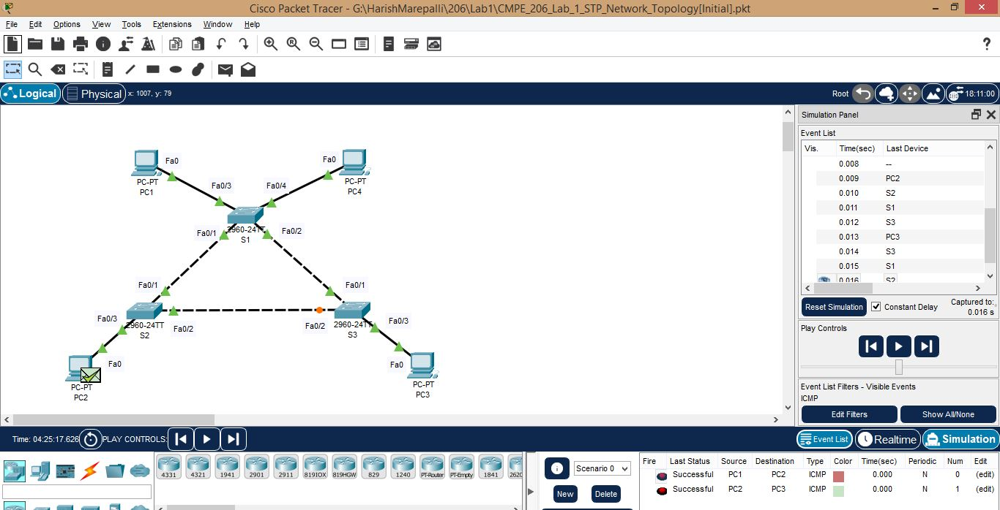 Cisco Packet Tracer - G:\HarishMarepalli\206\Lab1\CMPE_206_Lab_1_STP_Network_Topology[Initial].pkt
File Edit Options View Tools Extensions Window Help
Logical Physical x: 1007, y: 79 Root 18:11:00
Simulation Panel
Event List
Vis. Time(sec) Last Device
0.008 --
0.009 PC2
0.010 S2
0.011 S1
0.012 S3
0.013 PC3
0.014 S3
0.015 S1
0.016 S2
Reset Simulation Constant Delay Captured to:
0.016 s
Play Controls
Event List Filters - Visible Events
ICMP
Edit Filters Show All/None
Fa0 Fa0
PC-PT PC-PT
PC1 PC4
Fa0/3 Fa0/4
2960-24TT
S1
Fa0/1 Fa0/2
Fa0/1 Fa0/1
2960-24TT 2960-24TT
S2 S3
Fa0/3 Fa0/2 Fa0/2 Fa0/3
Fa0 Fa0
PC-PT PC-PT
PC2 PC3
Time: 04:25:17.626 PLAY CONTROLS: Event List Realtime Simulation
4331 4321 1941 2901 2911 819IOX 819HGW 829 1240 PT-Router PT-Empty 1841 2620
Scenario 0
New Delete
Fire Last Status Source Destination Type Color Time(sec) Periodic Num Edit
Successful PC1 PC2 ICMP 0.000 N 0 (edit)
Successful PC2 PC3 ICMP 0.000 N 1 (edit)